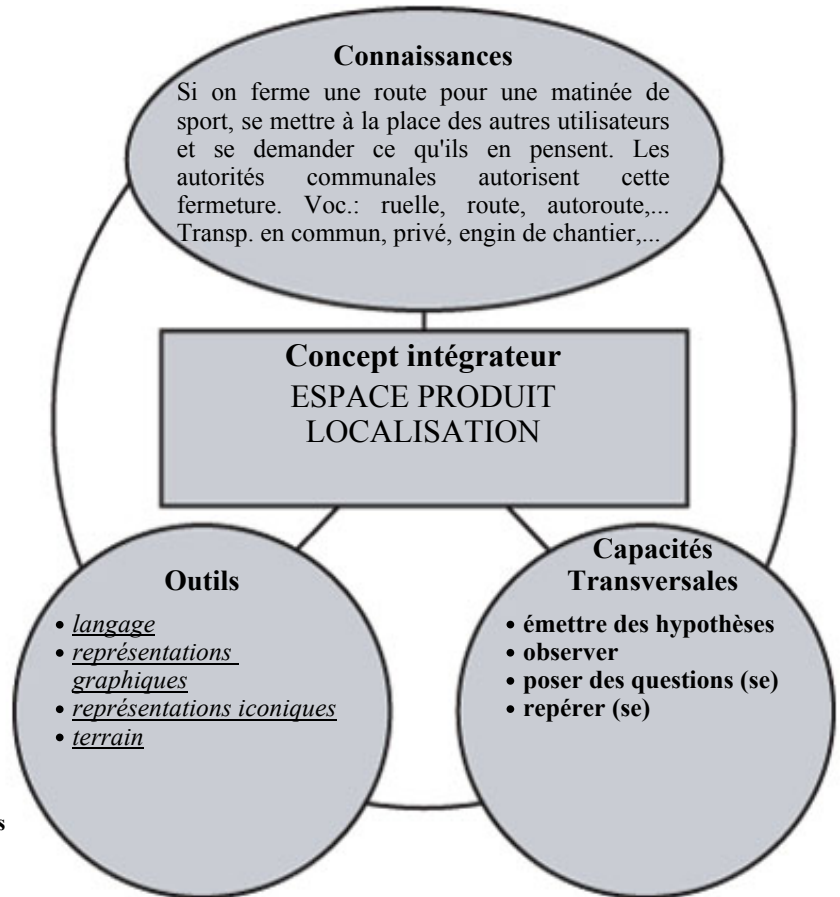 Connaissances
Si on ferme une route pour une matinée de
sport, se mettre à la place des autres utilisateurs
et se demander ce qu'ils en pensent. Les
autorités communales autorisent cette
fermeture. Voc.: ruelle, route, autoroute,...
Transp. en commun, privé, engin de chantier,...
Concept intégrateur
ESPACE PRODUIT
LOCALISATION
Outils
• langage
• représentations
graphiques
• représentations iconiques
• terrain
Capacités
Transversales
• émettre des hypothèses
• observer
• poser des questions (se)
• repérer (se)
s